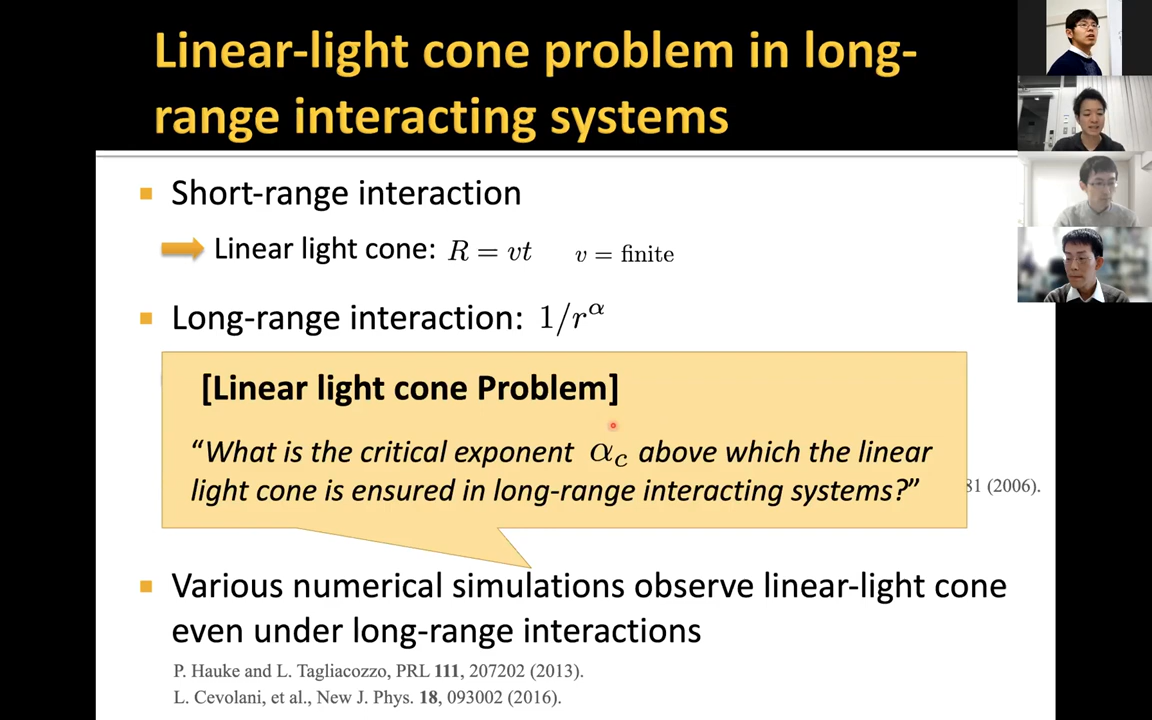 Linear-light cone problem in long-
range interacting systems
Short-range interaction
Linear light cone: R = vt v = finite
Long-range interaction: 1/r^α
[Linear light cone Problem]
“What is the critical exponent α_c above which the linear
light cone is ensured in long-range interacting systems?”
81 (2006).
Various numerical simulations observe linear-light cone
even under long-range interactions
P. Hauke and L. Tagliacozzo, PRL 111, 207202 (2013).
L. Cevolani, et al., New J. Phys. 18, 093002 (2016).